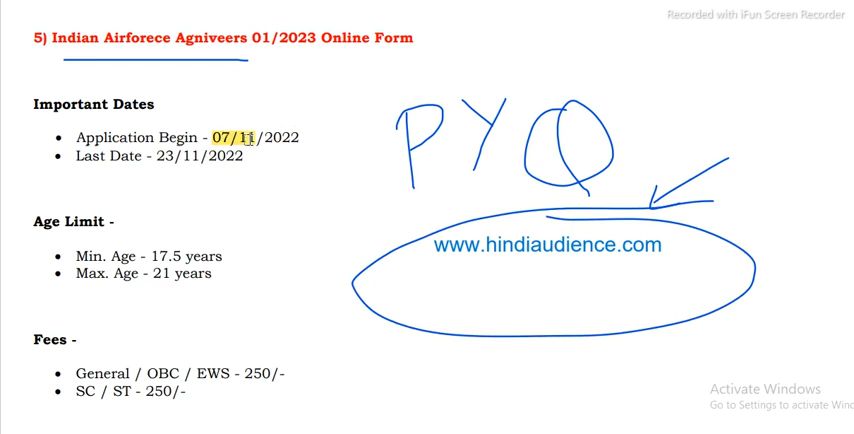 Recorded with iFun Screen Recorder
5) Indian Airforece Agniveers 01/2023 Online Form
Important Dates
• Application Begin - 07/11/2022
• Last Date - 23/11/2022
PYQ
www.hindiaudience.com
Age Limit -
• Min. Age - 17.5 years
• Max. Age - 21 years
Fees -
• General / OBC / EWS - 250/-
• SC / ST - 250/-
Activate Windows
Go to Settings to activate Winc